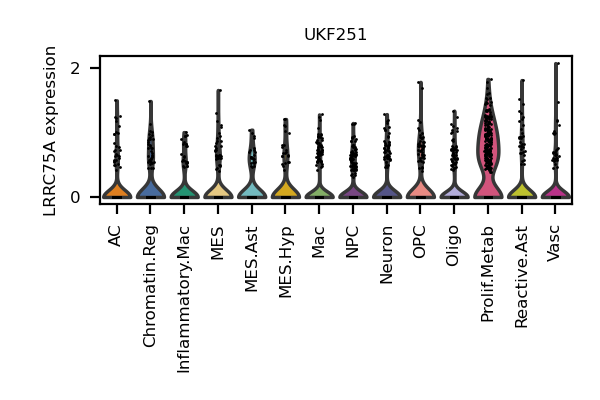 UKF251
LRRC75A expression
2
0
AC
Chromatin.Reg
Inflammatory.Mac
MES
MES.Ast
MES.Hyp
Mac
NPC
Neuron
OPC
Oligo
Prolif.Metab
Reactive.Ast
Vasc